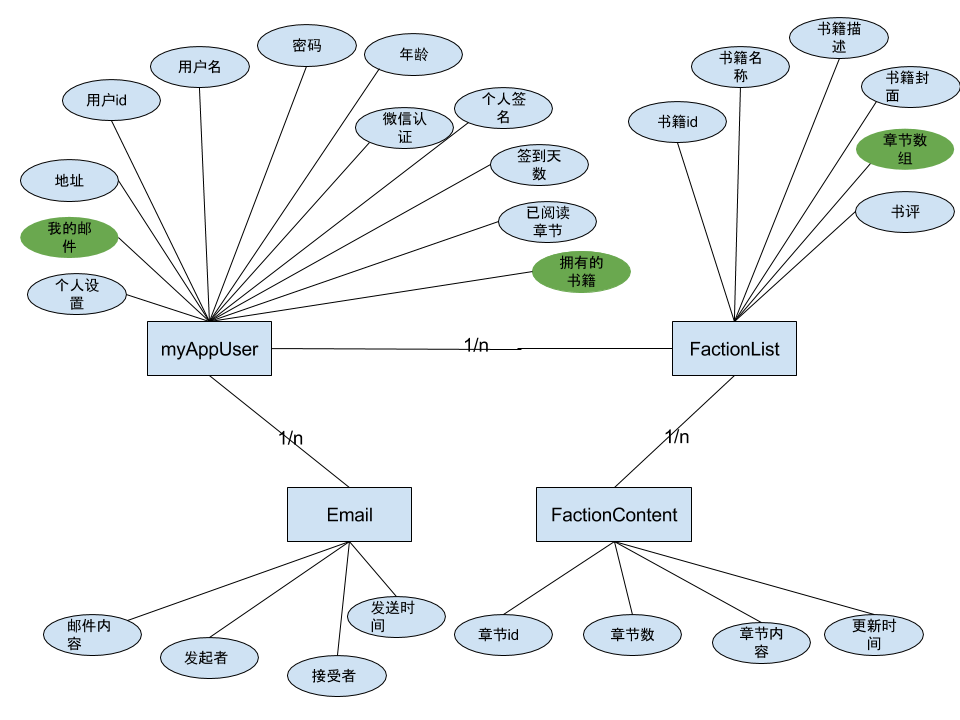 密码
年龄
用户名
用户id
微信认
证
个人签
名
签到天
数
地址
已阅读
章节
我的邮
件
拥有的
书籍
个人设
置
书籍描
述
书籍名
称
书籍封
面
书籍id
章节数
组
书评
myAppUser
1/n
FactionList
1/n
1/n
Email
FactionContent
邮件内
容
发起者
接受者
发送时
间
章节id
章节数
章节内
容
更新时
间